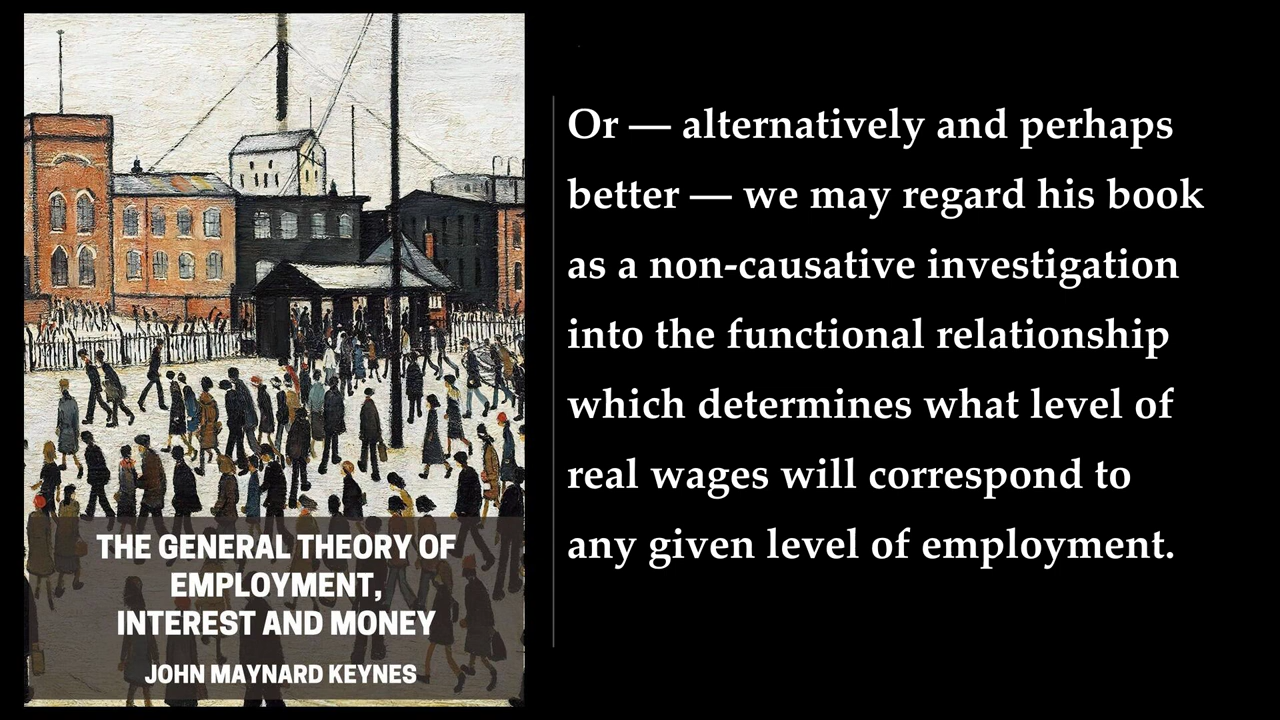 THE GENERAL THEORY OF
EMPLOYMENT,
INTEREST AND MONEY
JOHN MAYNARD KEYNES
Or — alternatively and perhaps
better — we may regard his book
as a non-causative investigation
into the functional relationship
which determines what level of
real wages will correspond to
any given level of employment.